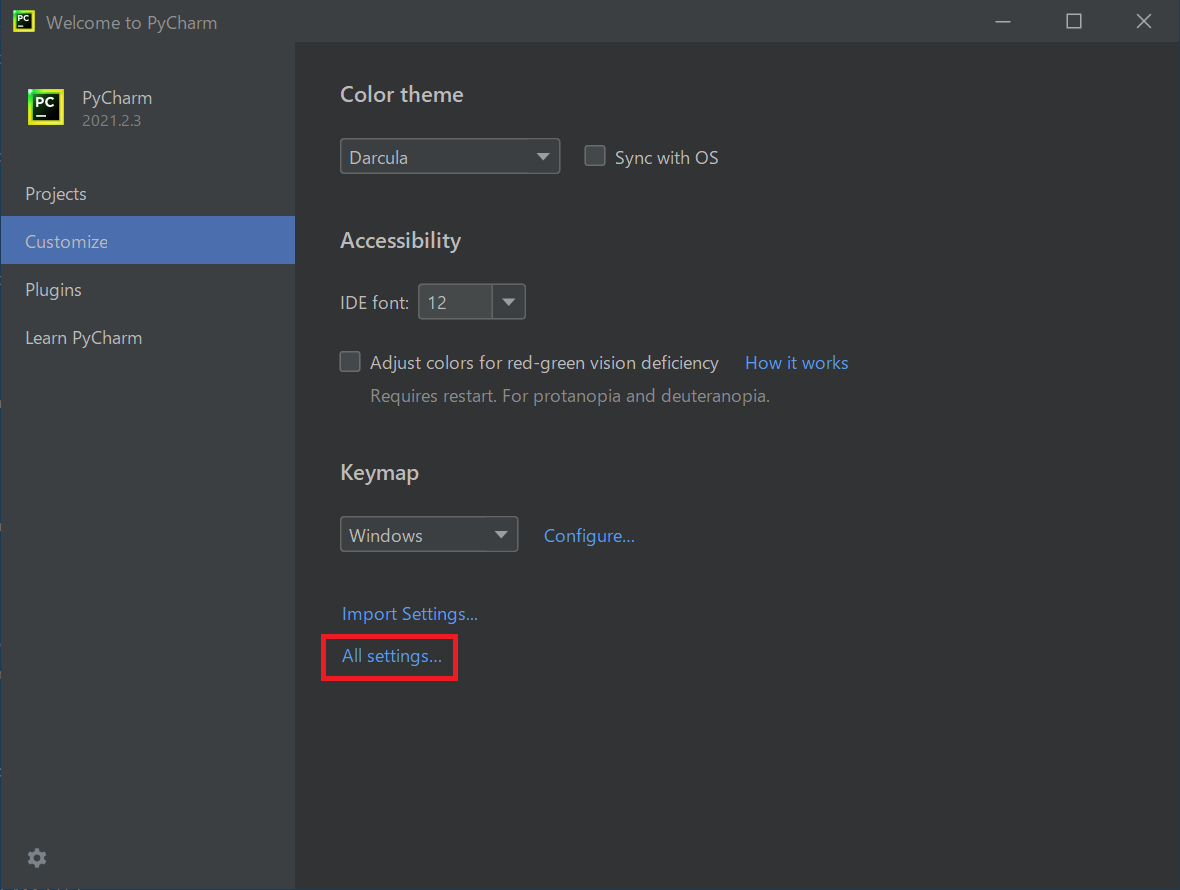 PC Welcome to PyCharm
PC PyCharm
2021.2.3
Projects
Customize
Plugins
Learn PyCharm
Color theme
Darcula Sync with OS
Accessibility
IDE font: 12
Adjust colors for red-green vision deficiency How it works
Requires restart. For protanopia and deuteranopia.
Keymap
Windows Configure...
Import Settings...
All settings...